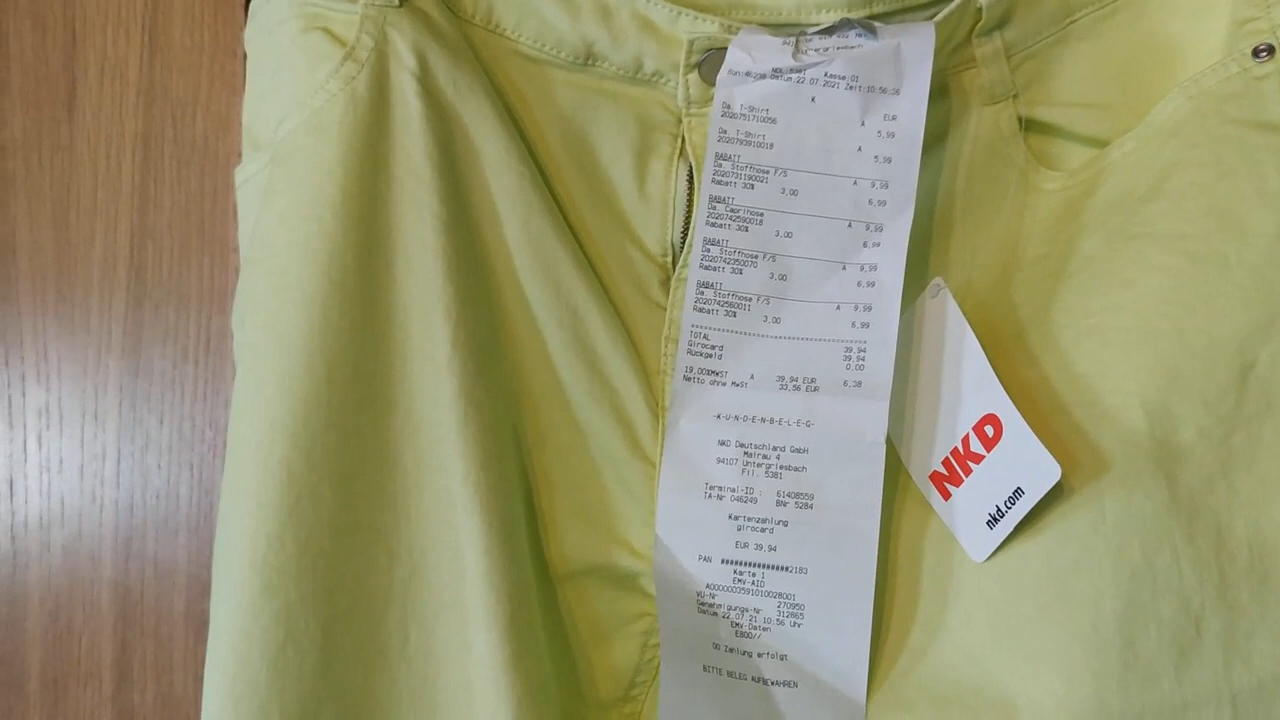 Untergriesbach
NDL:5381 Kasse:01
Bon:46239 Datum:22.07.2021 Zeit:10:56:36
K
EUR
Da. T-Shirt A 5,99
2020751710056
Da. T-Shirt A 5,99
2020793910018
RABATT
Da. Stoffhose F/S A 9,99
2020731190021
Rabatt 30% 3,00 6,99
RABATT
Da. Caprihose A 9,99
2020742590018
Rabatt 30% 3,00 6,99
RABATT
Da. Stoffhose F/S A 9,99
2020742350070
Rabatt 30% 3,00 6,99
RABATT
Da. Stoffhose F/S A 9,99
2020742560011
Rabatt 30% 3,00 6,99
TOTAL 39,94
Girocard 39,94
Rückgeld 0,00
19,00%MWST A 39,94 EUR 6,38
Netto ohne MwSt 33,56 EUR
-K-U-N-D-E-N-B-E-L-E-G-
NKD Deutschland GmbH
Mairau 4
94107 Untergriesbach
Fil. 5381
Terminal-ID : 61408559
TA-Nr 046249 BNr 5284
Kartenzahlung
girocard
EUR 39,94
PAN ###############2183
Karte 1
EMV-AID
A0000003591010028001
VU-Nr 270950
Genehmigungs-Nr 312865
Datum 22.07.21 10:56 Uhr
EMV-Daten
E800//
00 Zahlung erfolgt
BITTE BELEG AUFBEWAHREN
NKD
nkd.com